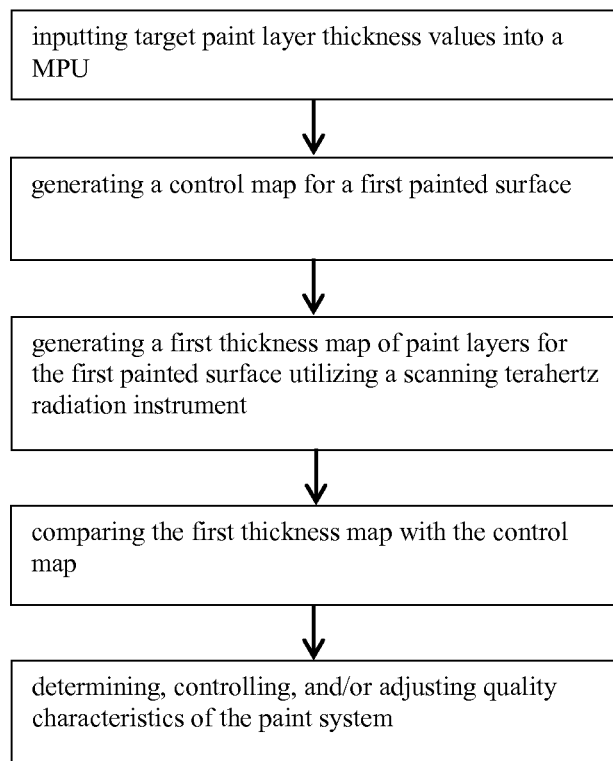 inputting target paint layer thickness values into a
MPU
generating a control map for a first painted surface
generating a first thickness map of paint layers for
the first painted surface utilizing a scanning terahertz
radiation instrument
comparing the first thickness map with the control
map
determining, controlling, and/or adjusting quality
characteristics of the paint system